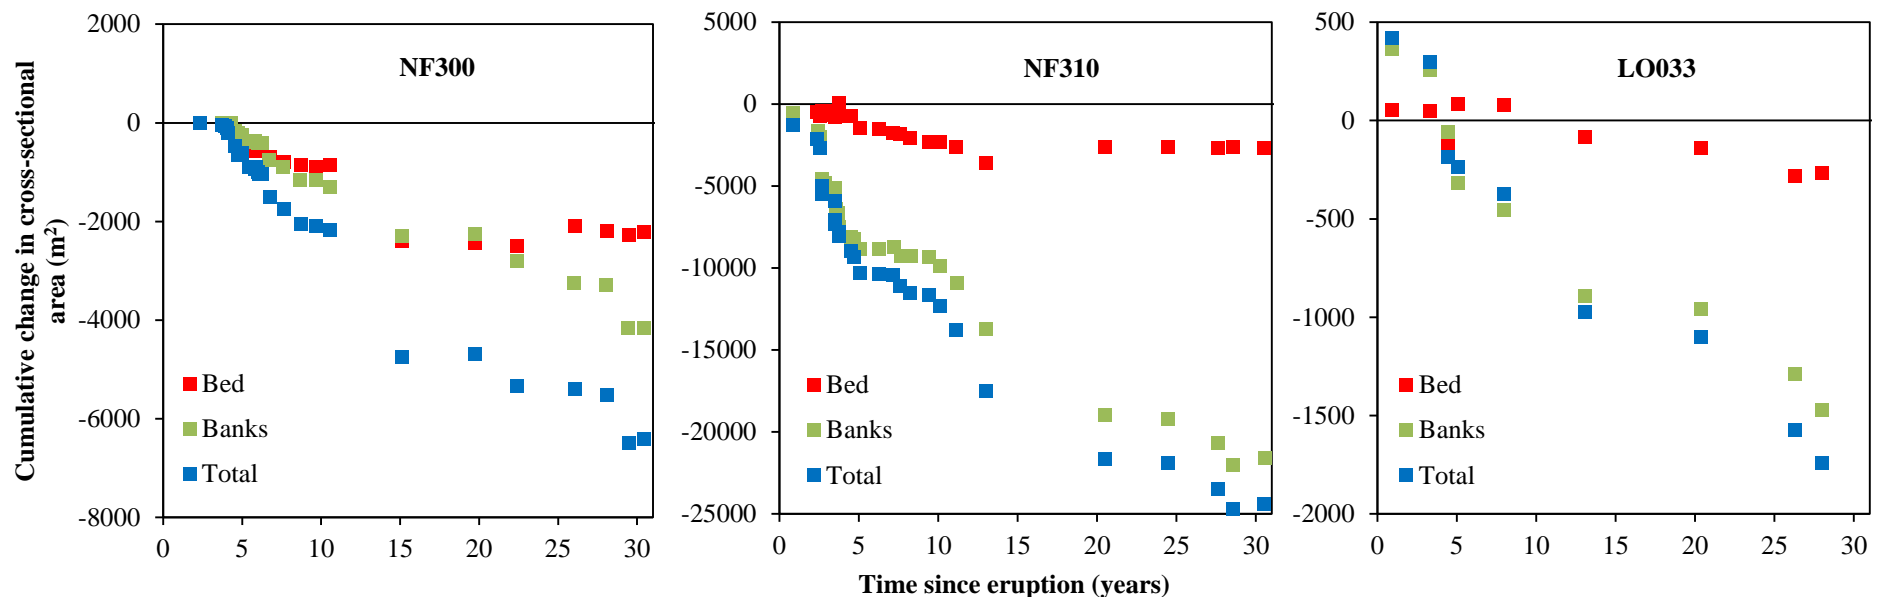 Cumulative change in cross-sectional
area (m²)
2000
0
-2000
-4000
-6000
-8000
NF300
Bed
Banks
Total
0 5 10 15 20 25 30
5000
0
-5000
-10000
-15000
-20000
-25000
NF310
Bed
Banks
Total
0 5 10 15 20 25 30
500
0
-500
-1000
-1500
-2000
LO033
Bed
Banks
Total
0 5 10 15 20 25 30
Time since eruption (years)